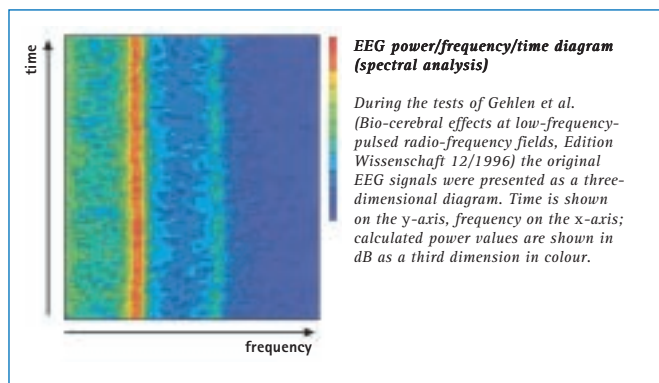 time
frequency
EEG power/frequency/time diagram
(spectral analysis)
During the tests of Gehlen et al.
(Bio-cerebral effects at low-frequency-
pulsed radio-frequency fields, Edition
Wissenschaft 12/1996) the original
EEG signals were presented as a three-
dimensional diagram. Time is shown
on the y-axis, frequency on the x-axis;
calculated power values are shown in
dB as a third dimension in colour.